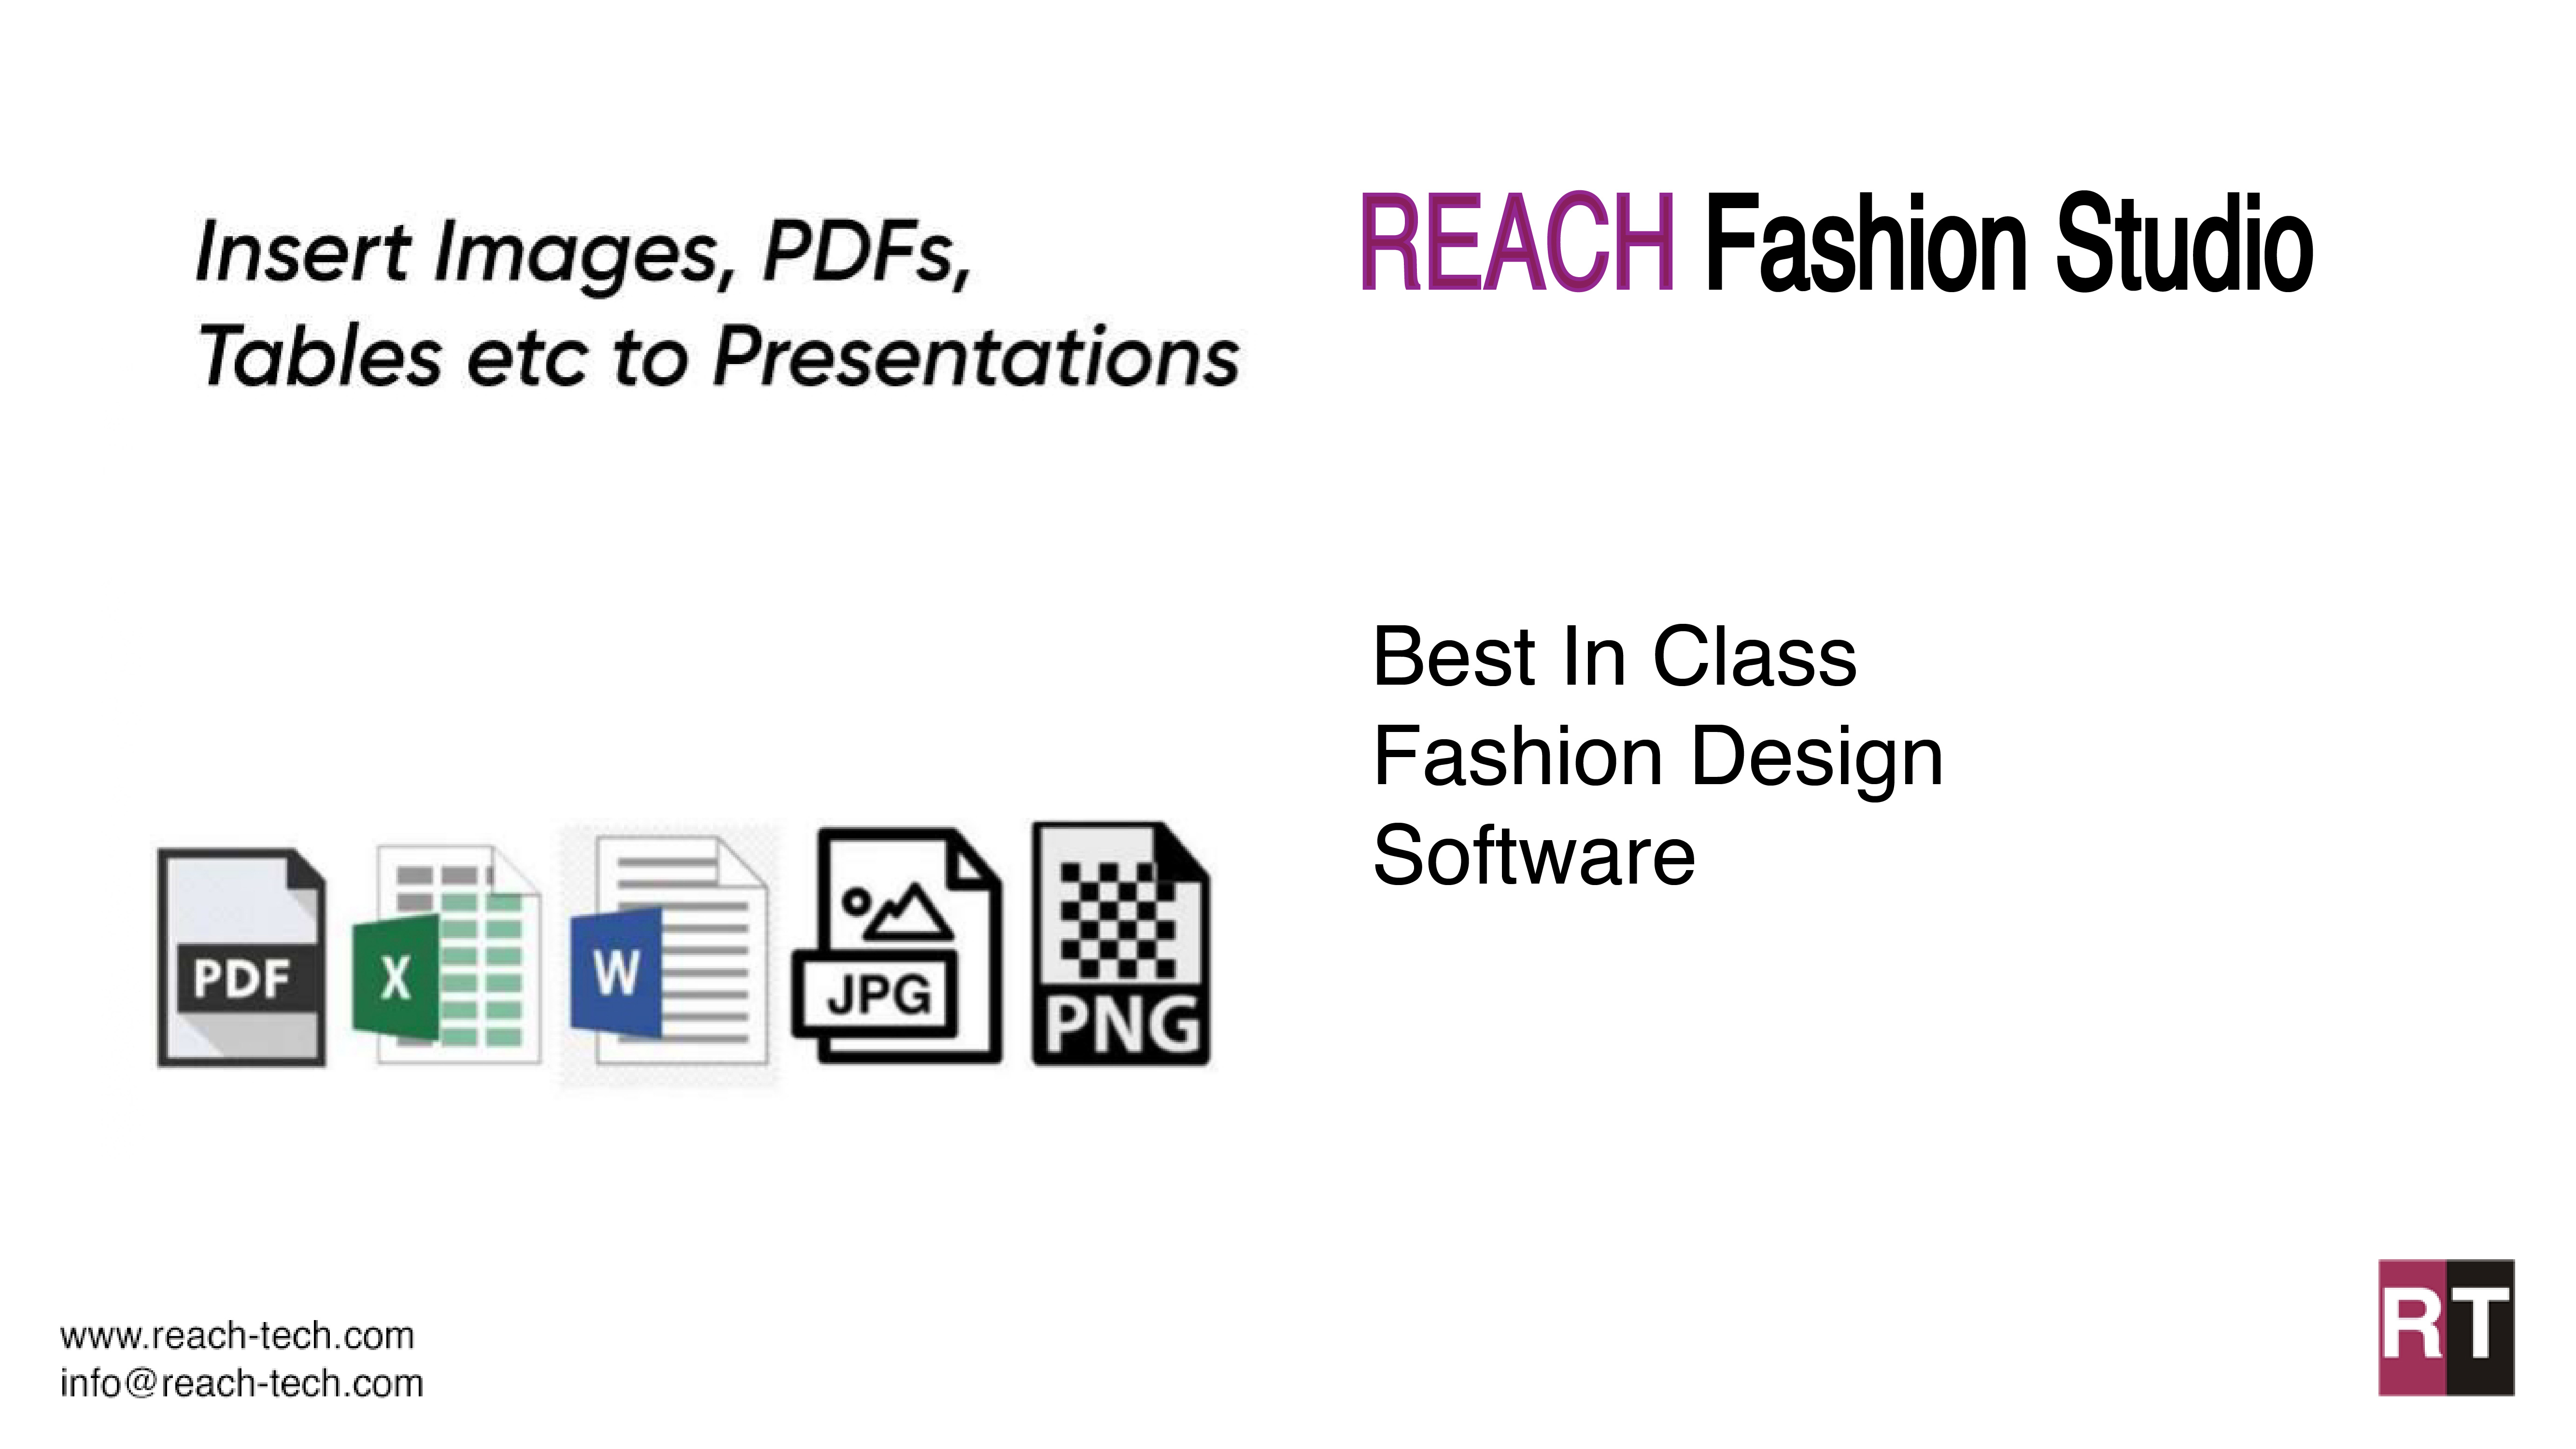 Insert Images, PDFs,
Tables etc to Presentations
REACH Fashion Studio
Best In Class
Fashion Design
Software
PDF
X
W
JPG
PNG
www.reach-tech.com
info@reach-tech.com
RT